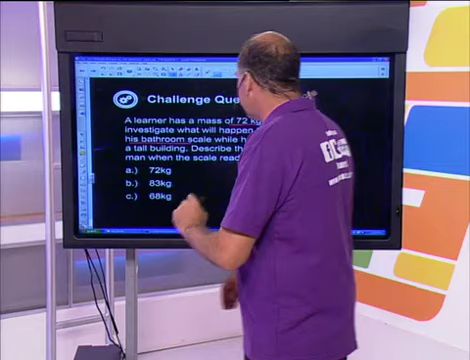 Challenge Que
A learner has a mass of 72 kg
investigate what will happen
his bathroom scale while h
a tall building. Describe th
man when the scale read
a.) 72kg
b.) 83kg
c.) 68kg